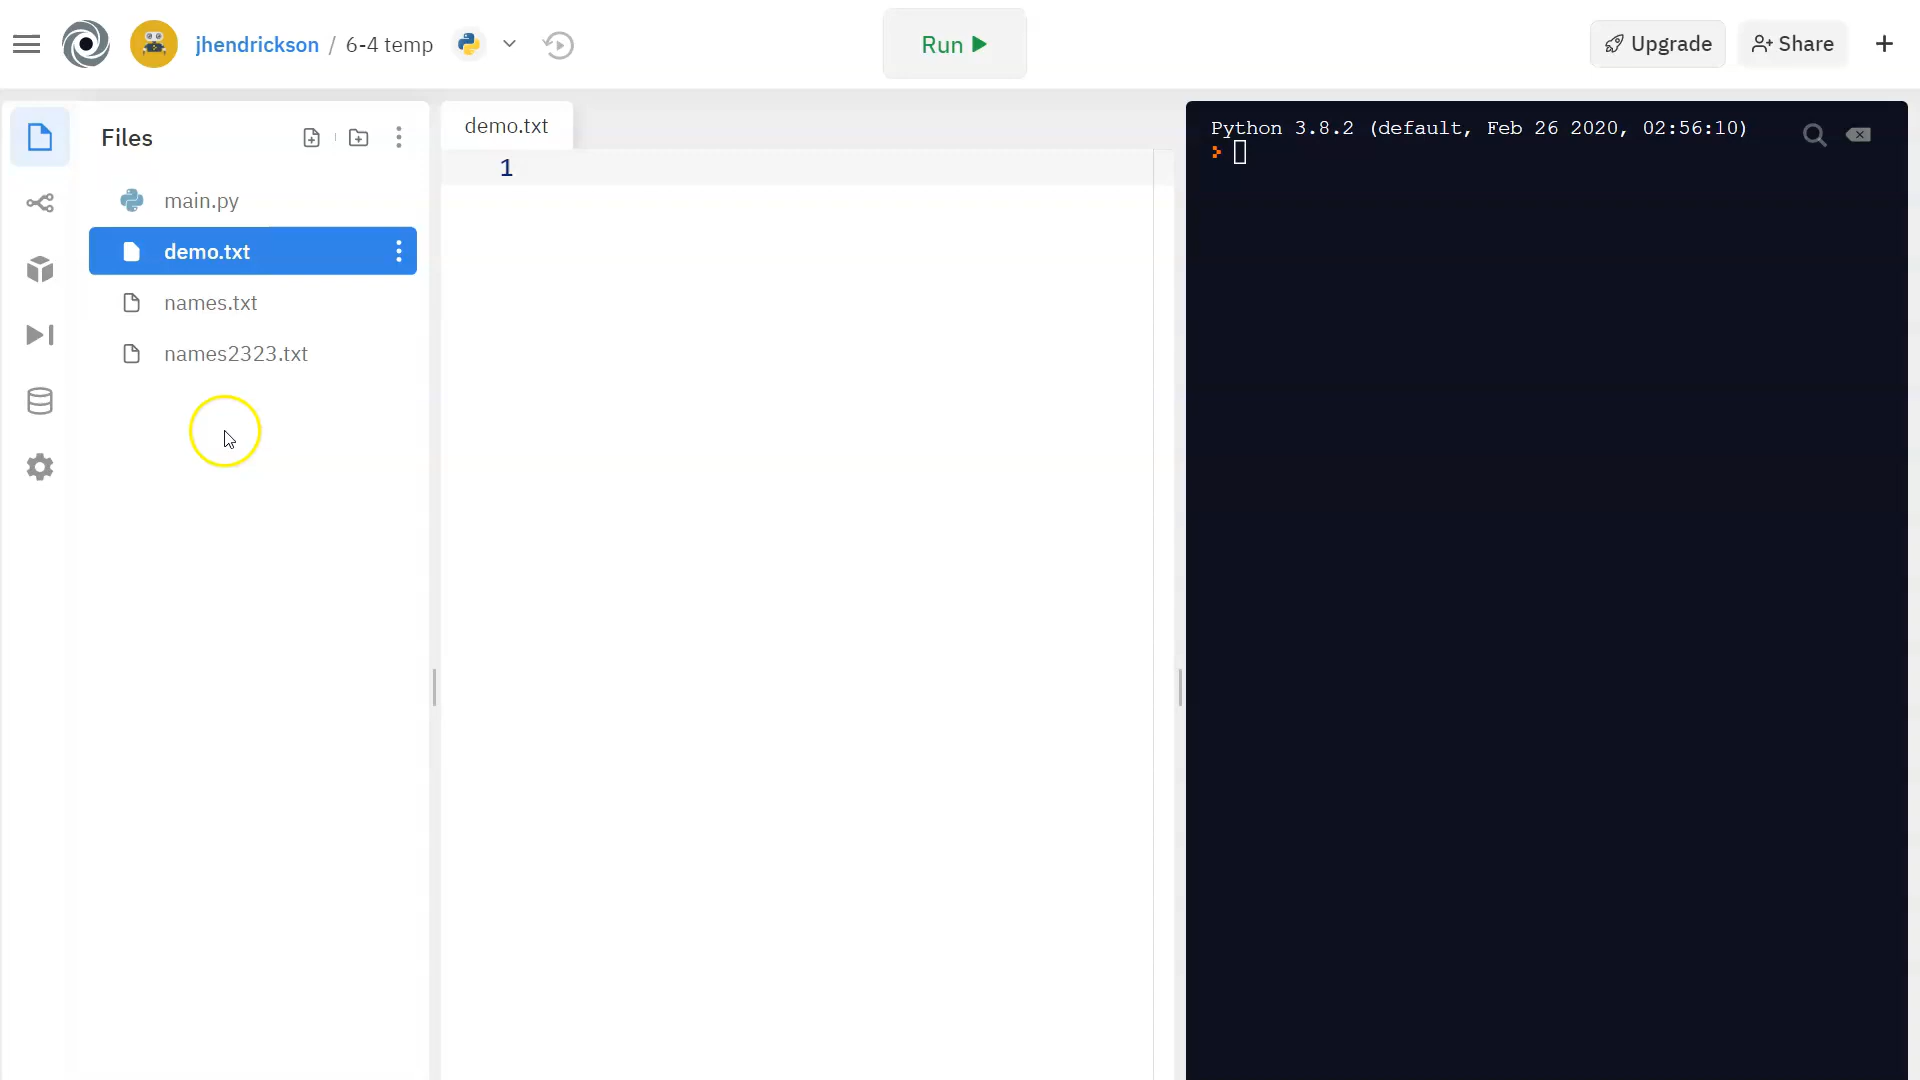 jhendrickson / 6-4 temp
Run
Upgrade
Share
Files
main.py
demo.txt
names.txt
names2323.txt
demo.txt
1
Python 3.8.2 (default, Feb 26 2020, 02:56:10)